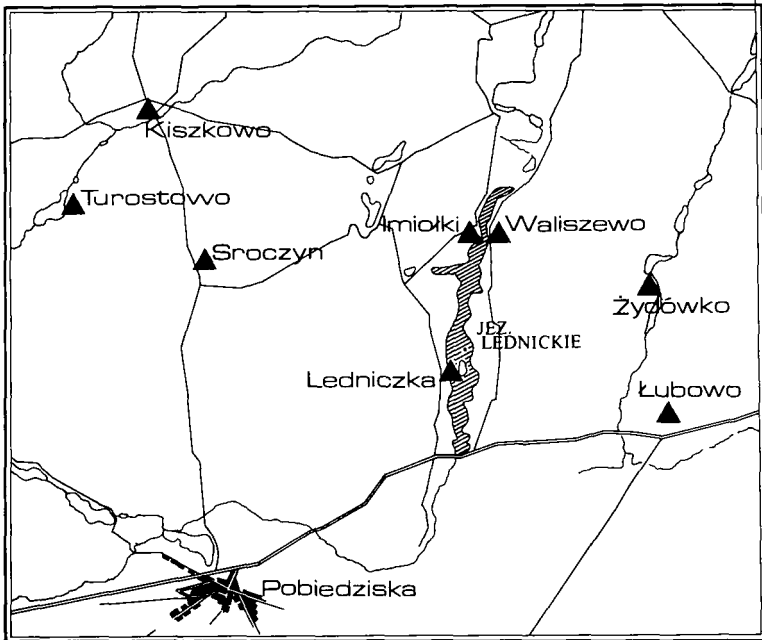 Kiszkowo
Turostowo
Imiołki
Waliszewo
Sroczyn
Żydówko
JEZ.
LEDNICKIE
Ledniczka
Łubowo
Pobiedziska